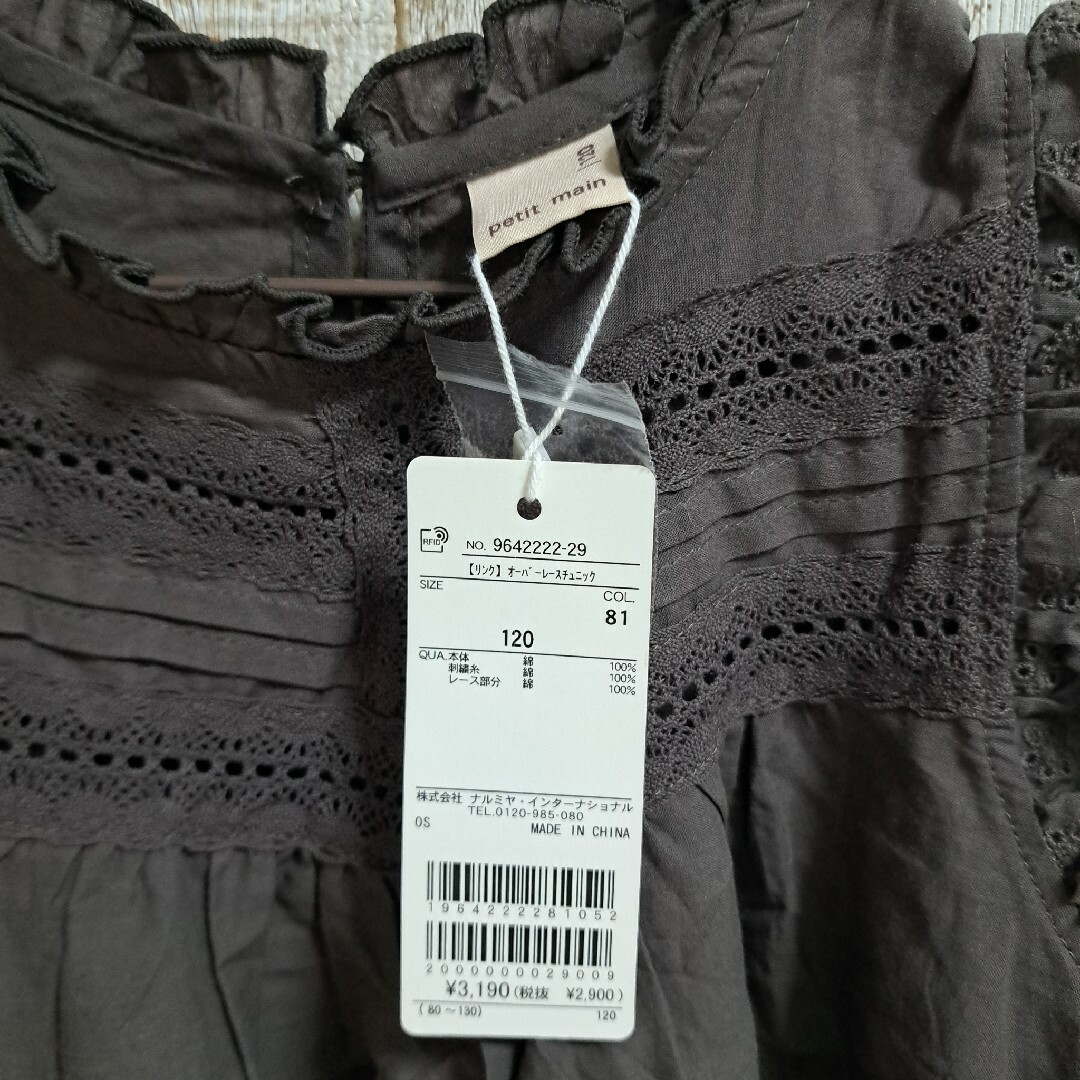 120
petit main
RFID
NO. 9642222-29
【リンク】オーバーレースチュニック
SIZE
COL.
81
120
QUA. 本体 綿 100%
刺繍糸 綿 100%
レース部分 綿 100%
株式会社 ナルミヤ・インターナショナル
TEL.0120-985-080
OS MADE IN CHINA
1964222281052
2000000029009
¥3,190(税抜 ¥2,900)
(80~130) 120